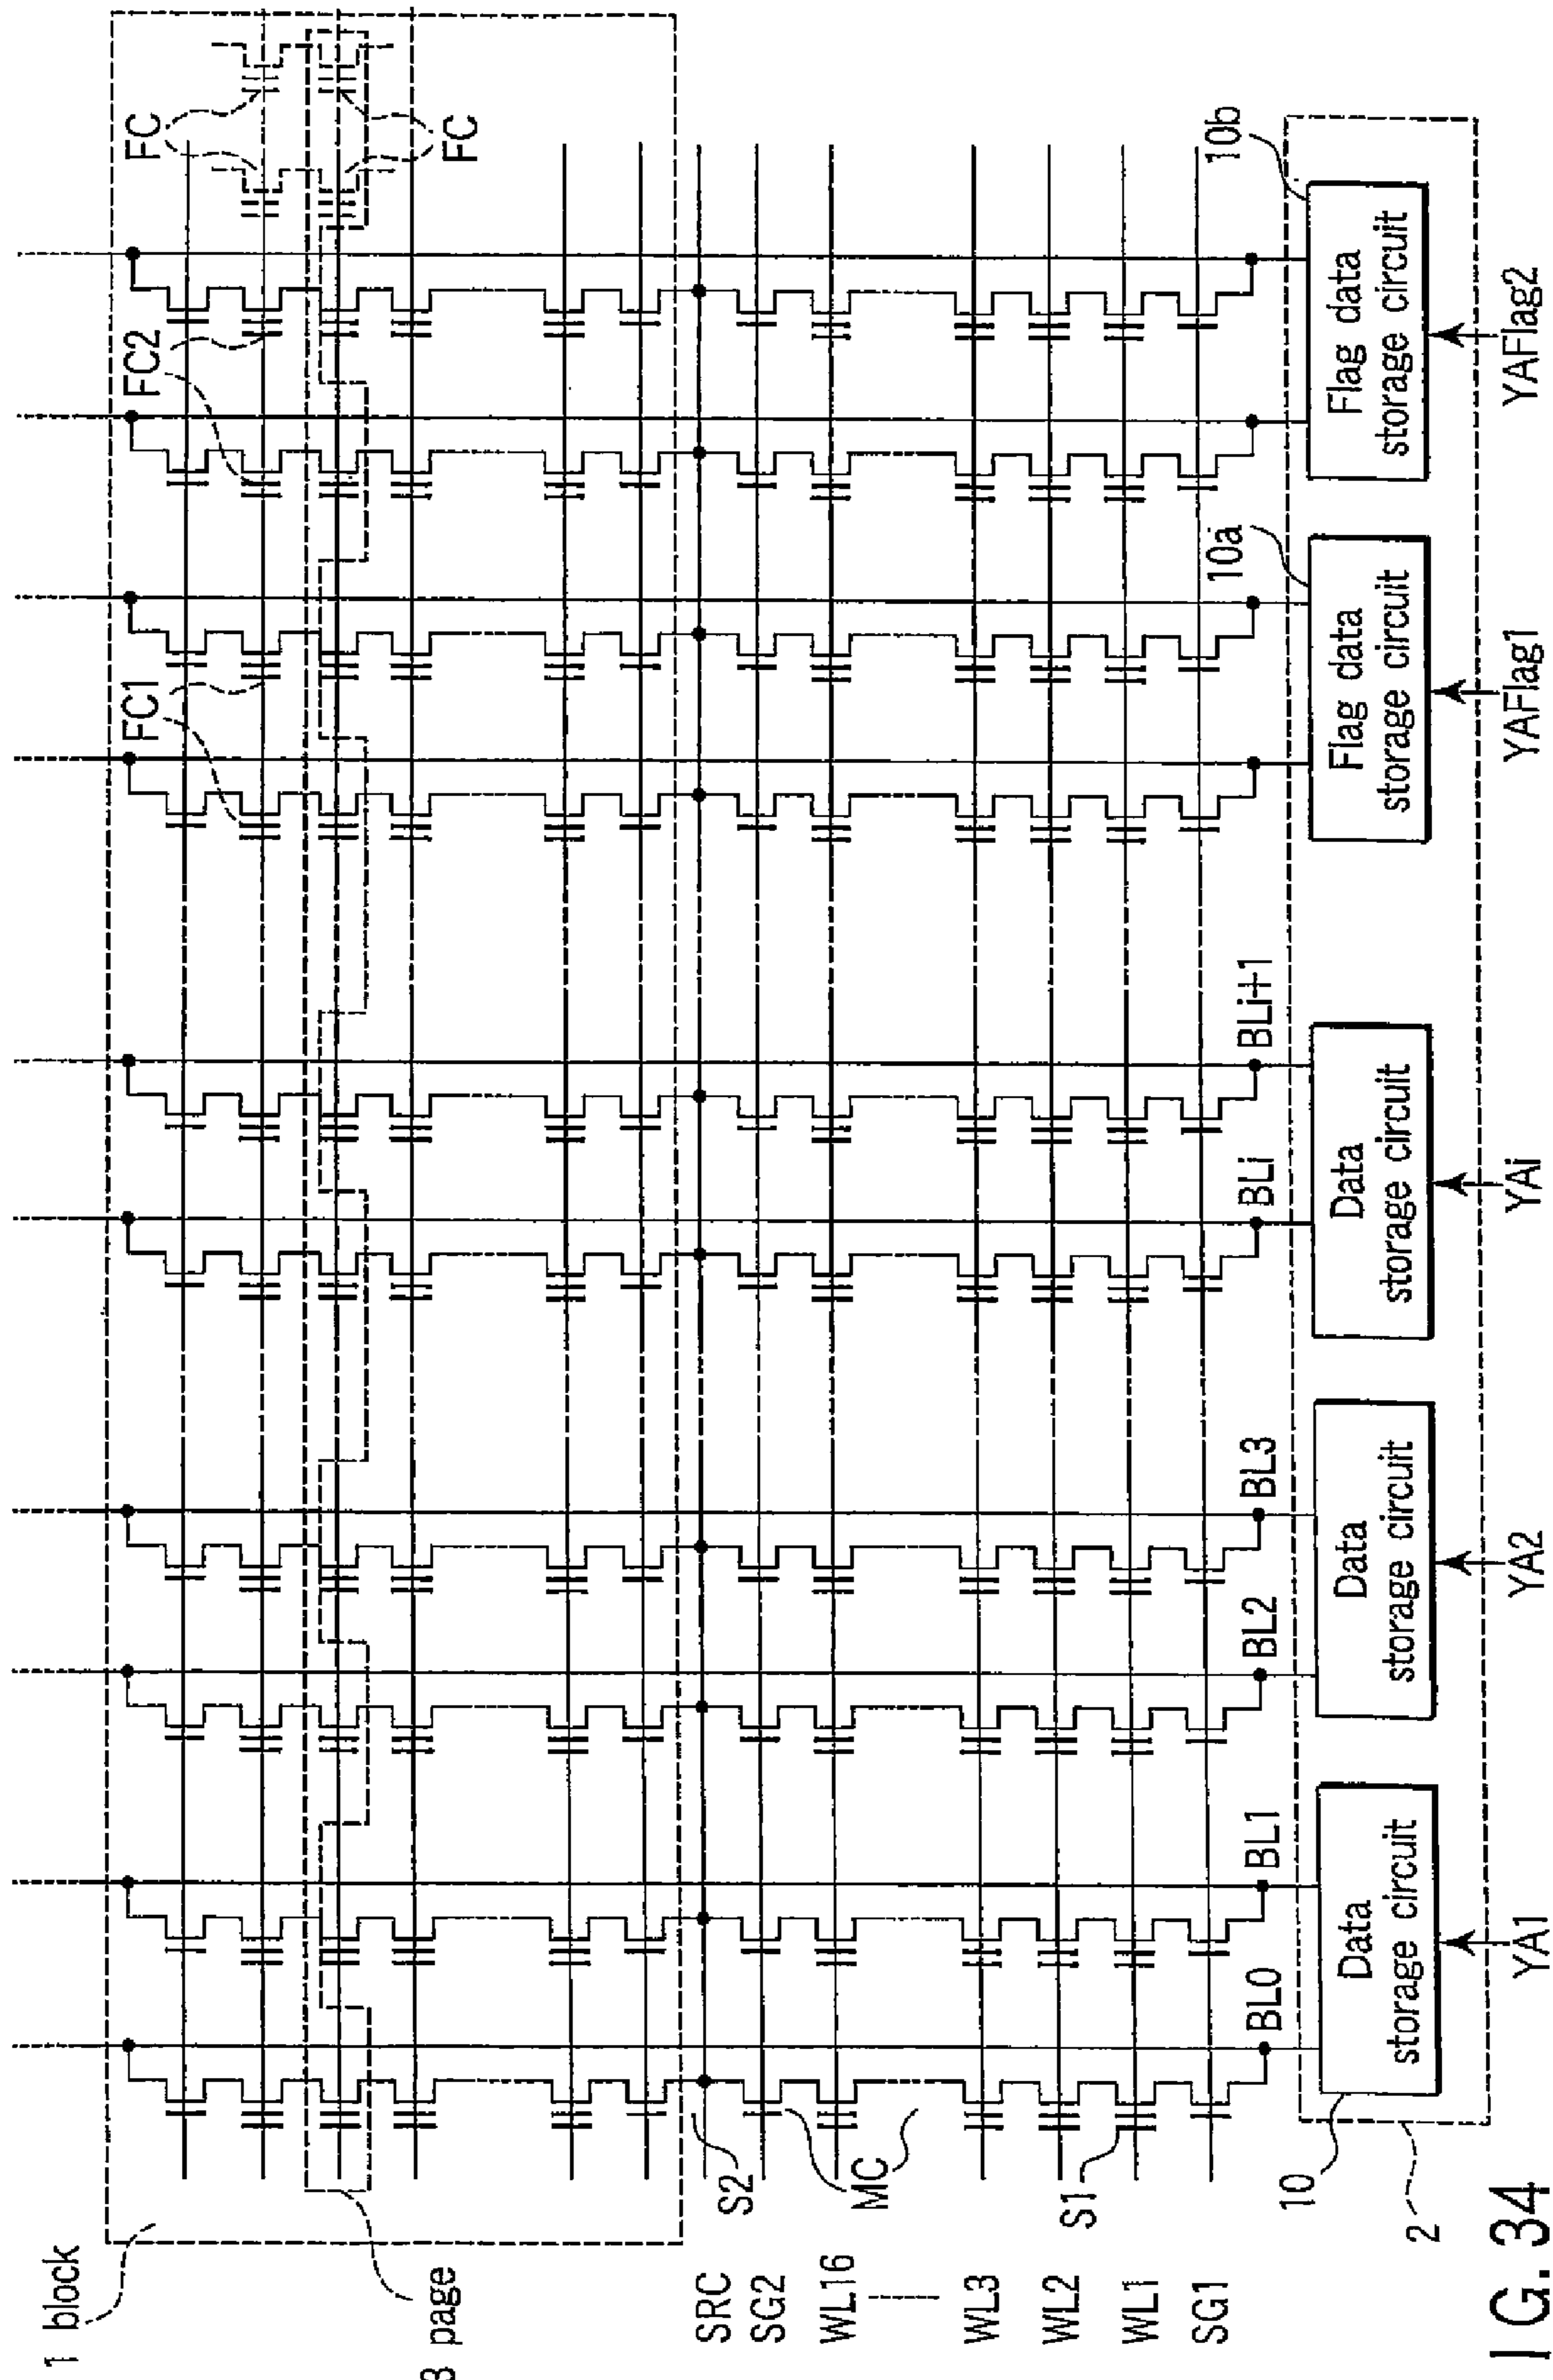 1 block
3 page
FC
FC
FC1
FC2
SRC
SG2
WL16
WL3
WL2
WL1
SG1
S2
MC
S1
BL0
BL1
BL2
BL3
BLi
BLi+1
10
10a
10b
2
Data
storage circuit
Data
storage circuit
Data
storage circuit
Flag data
storage circuit
Flag data
storage circuit
YA1
YA2
YAi
YAFlag1
YAFlag2
I G. 34